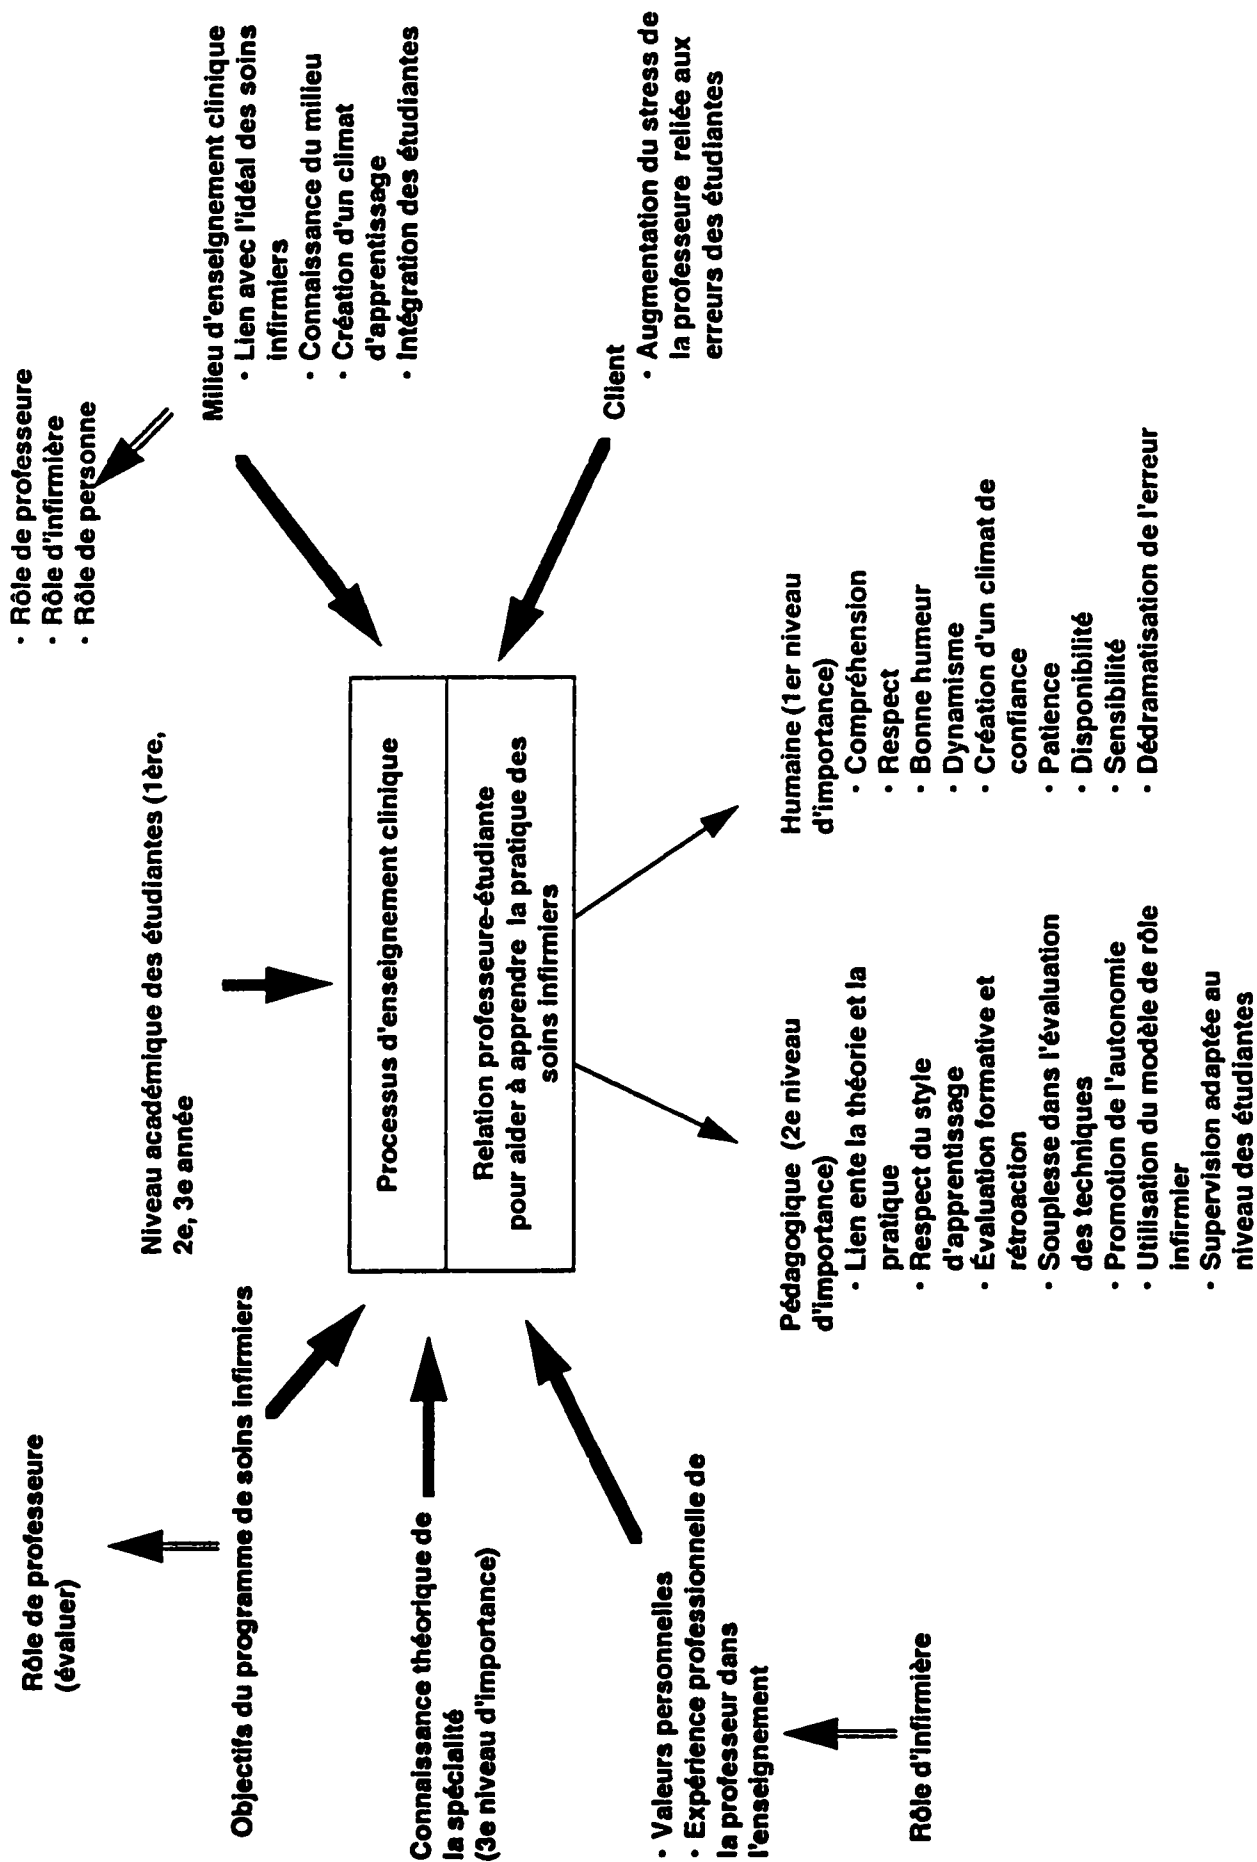 Rôle de professeure
(évaluer)
Objectifs du programme de soins infirmiers
Connaissance théorique de
la spécialité
(3e niveau d'importance)
· Valeurs personnelles
· Expérience professionnelle de
la professeur dans
l'enseignement
Rôle d'infirmière
Niveau académique des étudiantes (1ère,
2e, 3e année
Processus d'enseignement clinique
Relation professeure-étudiante
pour aider à apprendre la pratique des
soins infirmiers
Pédagogique (2e niveau
d'importance)
· Lien ente la théorie et la
pratique
· Respect du style
d'apprentissage
· Évaluation formative et
rétroaction
· Souplesse dans l'évaluation
des techniques
· Promotion de l'autonomie
· Utilisation du modèle de rôle
infirmier
· Supervision adaptée au
niveau des étudiantes
Humaine (1er niveau
d'importance)
· Compréhension
· Respect
· Bonne humeur
· Dynamisme
· Création d'un climat de
confiance
· Patience
· Disponibilité
· Sensibilité
· Dédramatisation de l'erreur
· Rôle de professeure
· Rôle d'infirmière
· Rôle de personne
Milieu d'enseignement clinique
· Lien avec l'idéal des soins
infirmiers
· Connaissance du milieu
· Création d'un climat
d'apprentissage
· Intégration des étudiantes
Client
· Augmentation du stress de
la professeure reliée aux
erreurs des étudiantes